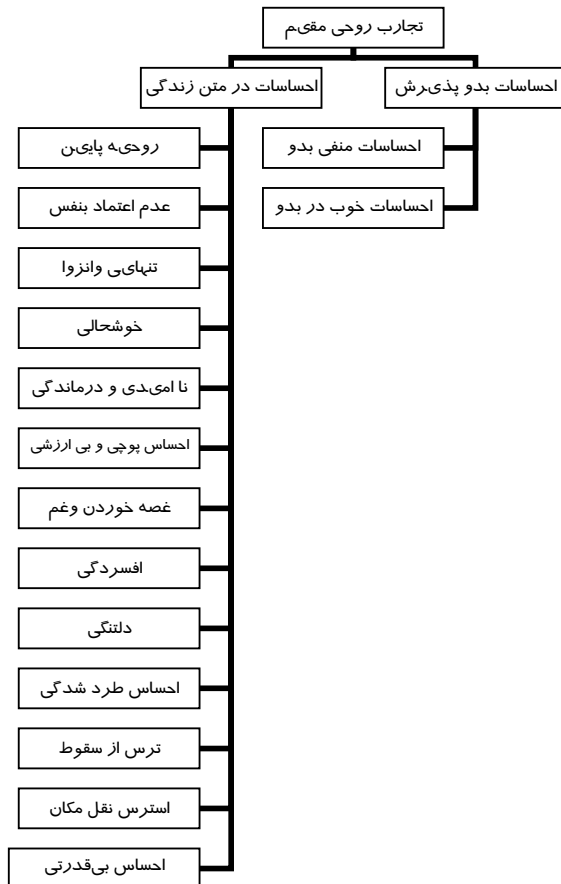 تجارب روحی مقیم
احساسات بدو پذیرش
احساسات در متن زندگی
احساسات منفی بدو
احساسات خوب در بدو
روحیه پایین
عدم اعتماد بنفس
تنهایی وانزوا
خوشحالی
نا امیدی و درماندگی
احساس پوچی و بی ارزشی
غصه خوردن وغم
افسردگی
دلتنگی
احساس طرد شدگی
ترس از سقوط
استرس نقل مکان
احساس بی‌قدرتی